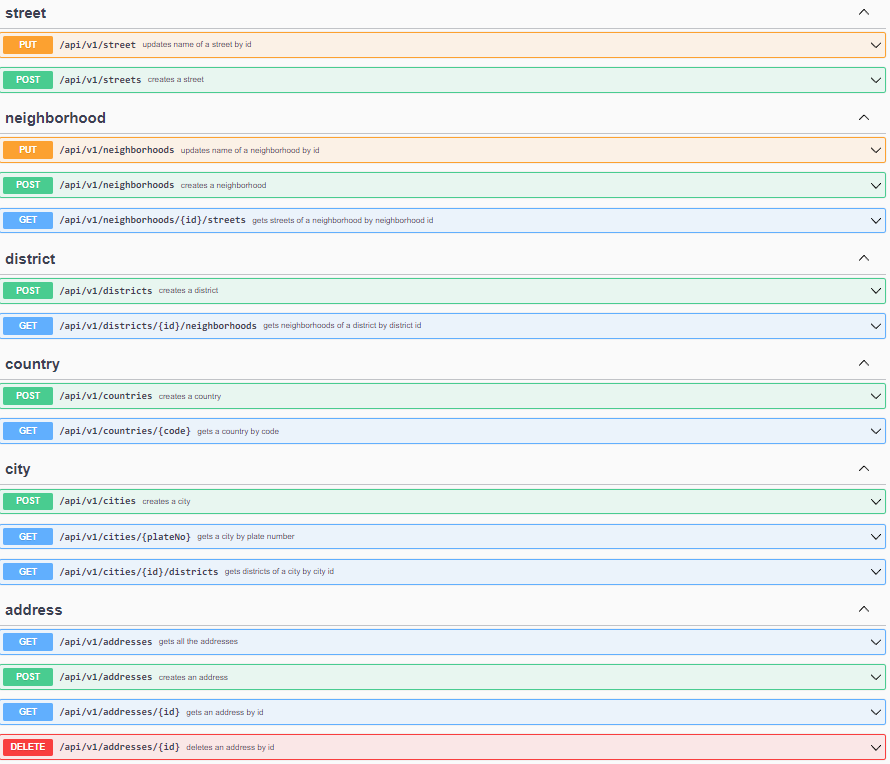 street
PUT /api/v1/street updates name of a street by id
POST /api/v1/streets creates a street
neighborhood
PUT /api/v1/neighborhoods updates name of a neighborhood by id
POST /api/v1/neighborhoods creates a neighborhood
GET /api/v1/neighborhoods/{id}/streets gets streets of a neighborhood by neighborhood id
district
POST /api/v1/districts creates a district
GET /api/v1/districts/{id}/neighborhoods gets neighborhoods of a district by district id
country
POST /api/v1/countries creates a country
GET /api/v1/countries/{code} gets a country by code
city
POST /api/v1/cities creates a city
GET /api/v1/cities/{plateNo} gets a city by plate number
GET /api/v1/cities/{id}/districts gets districts of a city by city id
address
GET /api/v1/addresses gets all the addresses
POST /api/v1/addresses creates an address
GET /api/v1/addresses/{id} gets an address by id
DELETE /api/v1/addresses/{id} deletes an address by id